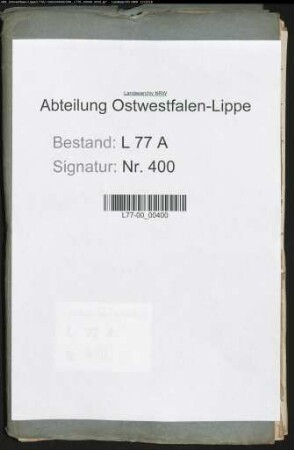 Landesarchiv NRW
Abteilung Ostwestfalen-Lippe
Bestand: L 77 A
Signatur: Nr. 400
L77-00_00400